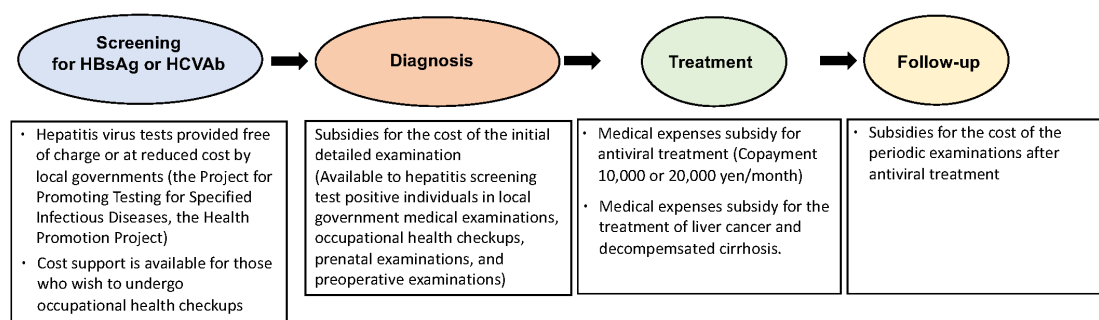 Screening
for HBsAg or HCVAb
Diagnosis
Treatment
Follow-up
・ Hepatitis virus tests provided free
of charge or at reduced cost by
local governments (the Project for
Promoting Testing for Specified
Infectious Diseases, the Health
Promotion Project)
・ Cost support is available for those
who wish to undergo
occupational health checkups
Subsidies for the cost of the initial
detailed examination
(Available to hepatitis screening
test positive individuals in local
government medical examinations,
occupational health checkups,
prenatal examinations, and
preoperative examinations)
・ Medical expenses subsidy for
antiviral treatment (Copayment
10,000 or 20,000 yen/month)
・ Medical expenses subsidy for the
treatment of liver cancer and
decompemsated cirrhosis.
・ Subsidies for the cost of the
periodic examinations after
antiviral treatment